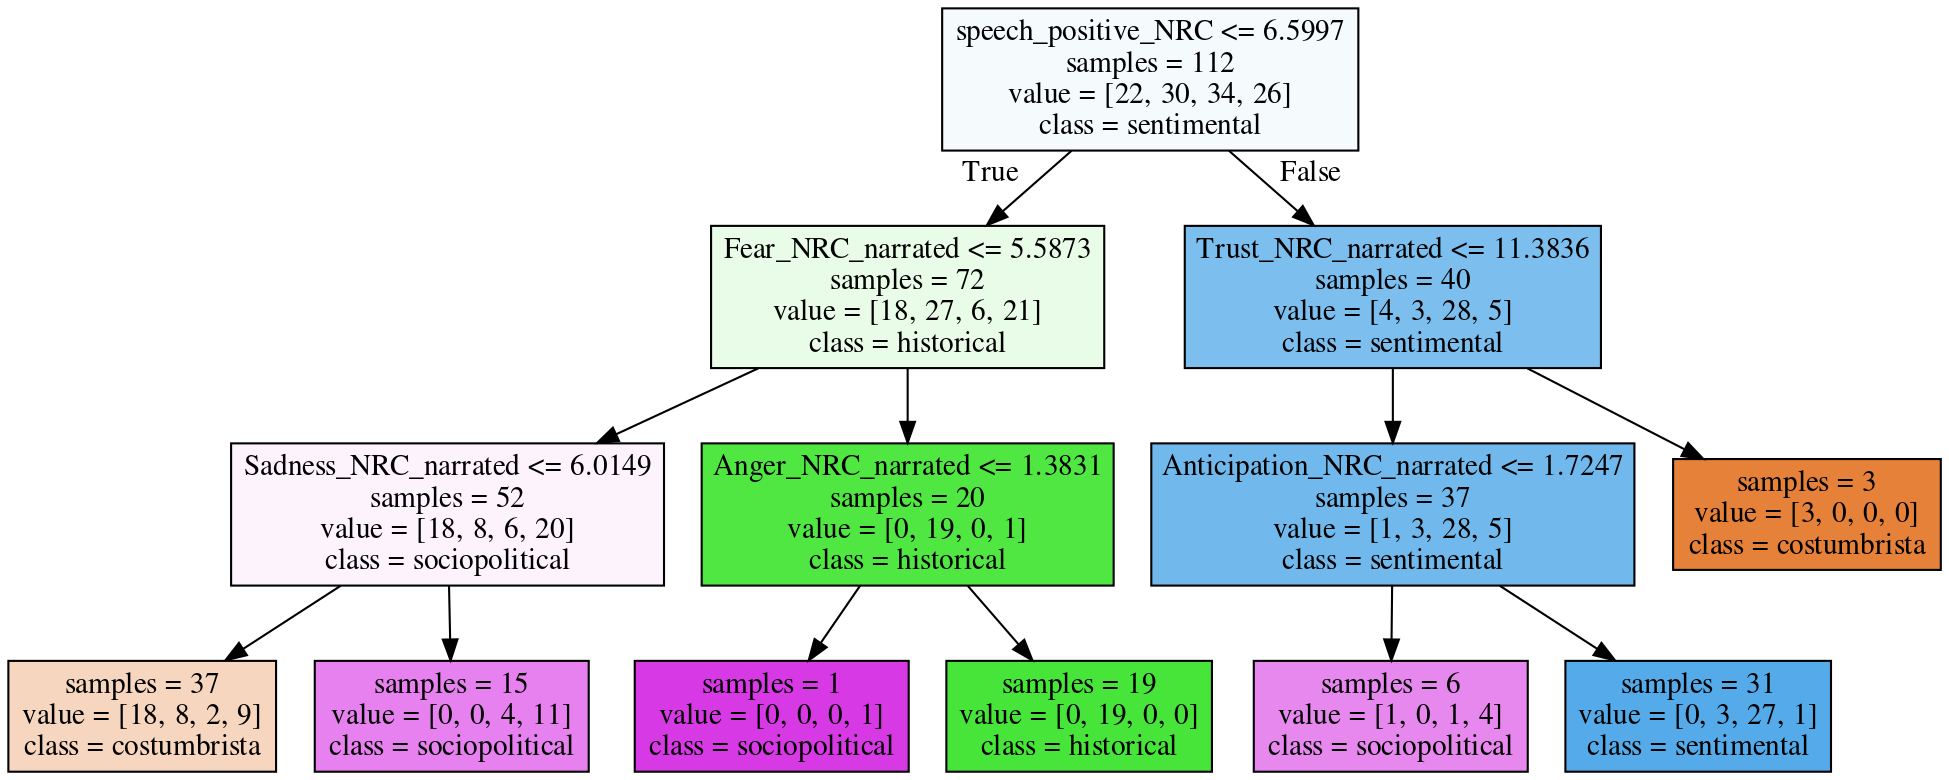 speech_positive_NRC <= 6.5997
samples = 112
value = [22, 30, 34, 26]
class = sentimental
True
False
Fear_NRC_narrated <= 5.5873
samples = 72
value = [18, 27, 6, 21]
class = historical
Trust_NRC_narrated <= 11.3836
samples = 40
value = [4, 3, 28, 5]
class = sentimental
Sadness_NRC_narrated <= 6.0149
samples = 52
value = [18, 8, 6, 20]
class = sociopolitical
Anger_NRC_narrated <= 1.3831
samples = 20
value = [0, 19, 0, 1]
class = historical
Anticipation_NRC_narrated <= 1.7247
samples = 37
value = [1, 3, 28, 5]
class = sentimental
samples = 3
value = [3, 0, 0, 0]
class = costumbrista
samples = 37
value = [18, 8, 2, 9]
class = costumbrista
samples = 15
value = [0, 0, 4, 11]
class = sociopolitical
samples = 1
value = [0, 0, 0, 1]
class = sociopolitical
samples = 19
value = [0, 19, 0, 0]
class = historical
samples = 6
value = [1, 0, 1, 4]
class = sociopolitical
samples = 31
value = [0, 3, 27, 1]
class = sentimental